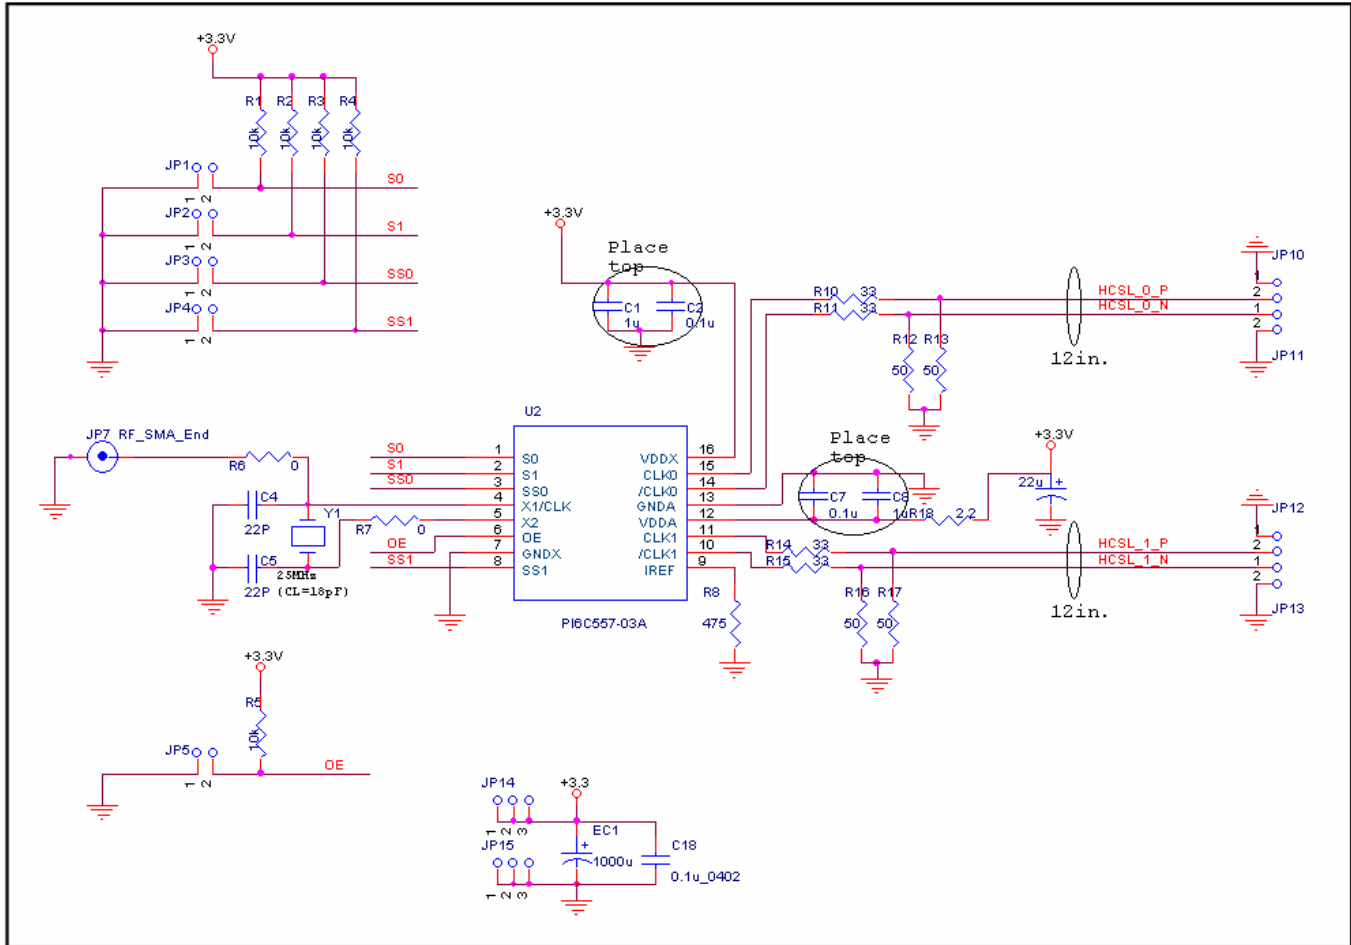 +3.3V
R1 R2 R3 R4
10k 10k 10k 10k
JP1
1 2
S0
JP2
1 2
S1
JP3
1 2
SS0
JP4
1 2
SS1
+3.3V
Place
top
C1
1u
C2
0.1u
R10 33
R11 33
R12
50
R13
50
HCSL_0_P
HCSL_0_N
12in.
JP10
1
2
1
2
JP11
JP7 RF_SMA_End
R6 0
C4
22P
C5
22P
Y1
25MHz
(CL=18pF)
R7 0
S0
S1
SS0
OE
SS1
U2
1 S0
2 S1
3 SS0
4 X1/CLK
5 X2
6 OE
7 GNDX
8 SS1
VDDX 16
CLK0 15
/CLK0 14
GNDA 13
VDDA 12
CLK1 11
/CLK1 10
IREF 9
PI6C557-03A
R8
475
Place
top
C7
0.1u
C8
1u
R18 2.2
+3.3V
22u +
R14 33
R15 33
R16
50
R17
50
HCSL_1_P
HCSL_1_N
12in.
JP12
1
2
1
2
JP13
+3.3V
R5
10k
JP5
1 2
OE
JP14
1 2 3
+3.3
JP15
1 2 3
EC1
+
1000u
C18
0.1u_0402